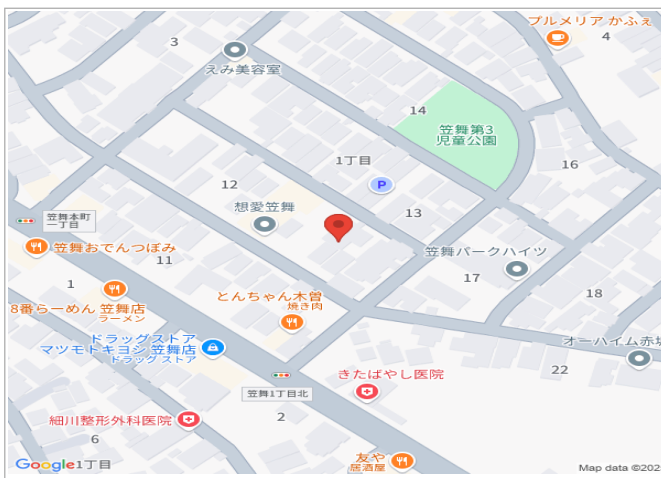 プルメリア かふぇ
3
4
えみ美容室
14
笠舞第3
児童公園
1丁目
16
P
12
想愛笠舞
13
笠舞本町
一丁目
笠舞おでんつぼみ
11
笠舞パークハイツ
17
1
とんちゃん木曽
焼き肉
18
8番らーめん 笠舞店
ラーメン
ドラッグストア
マツモトキヨシ 笠舞店
ドラッグ ストア
オーハイム赤坂
22
きたばやし医院
笠舞1丁目北
2
細川整形外科医院
6
友や
居酒屋
Google
1丁目
Map data ©202